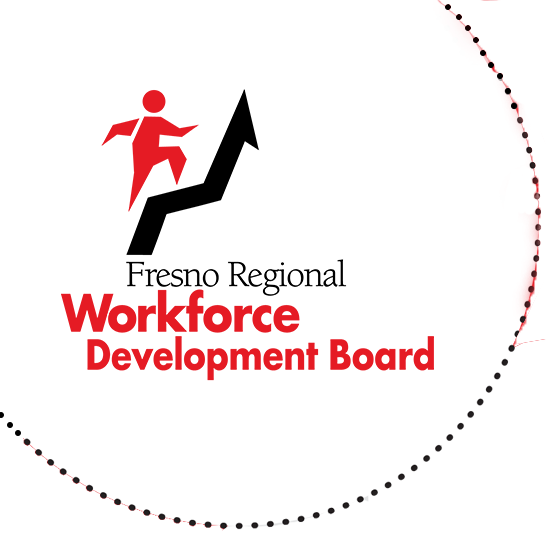 Fresno Regional
Workforce
Development Board